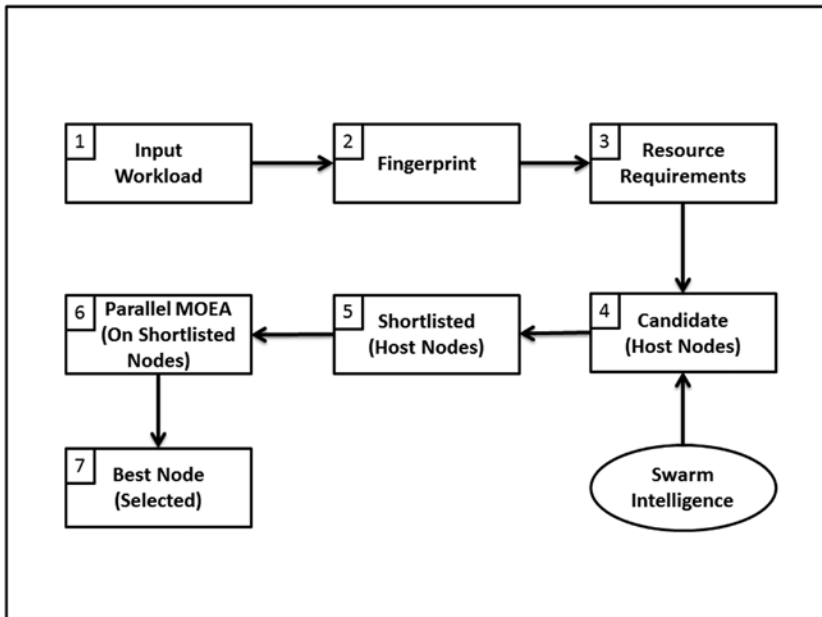 1
Input
Workload
2
Fingerprint
3
Resource
Requirements
4
Candidate
(Host Nodes)
5
Shortlisted
(Host Nodes)
6
Parallel MOEA
(On Shortlisted
Nodes)
7
Best Node
(Selected)
Swarm
Intelligence